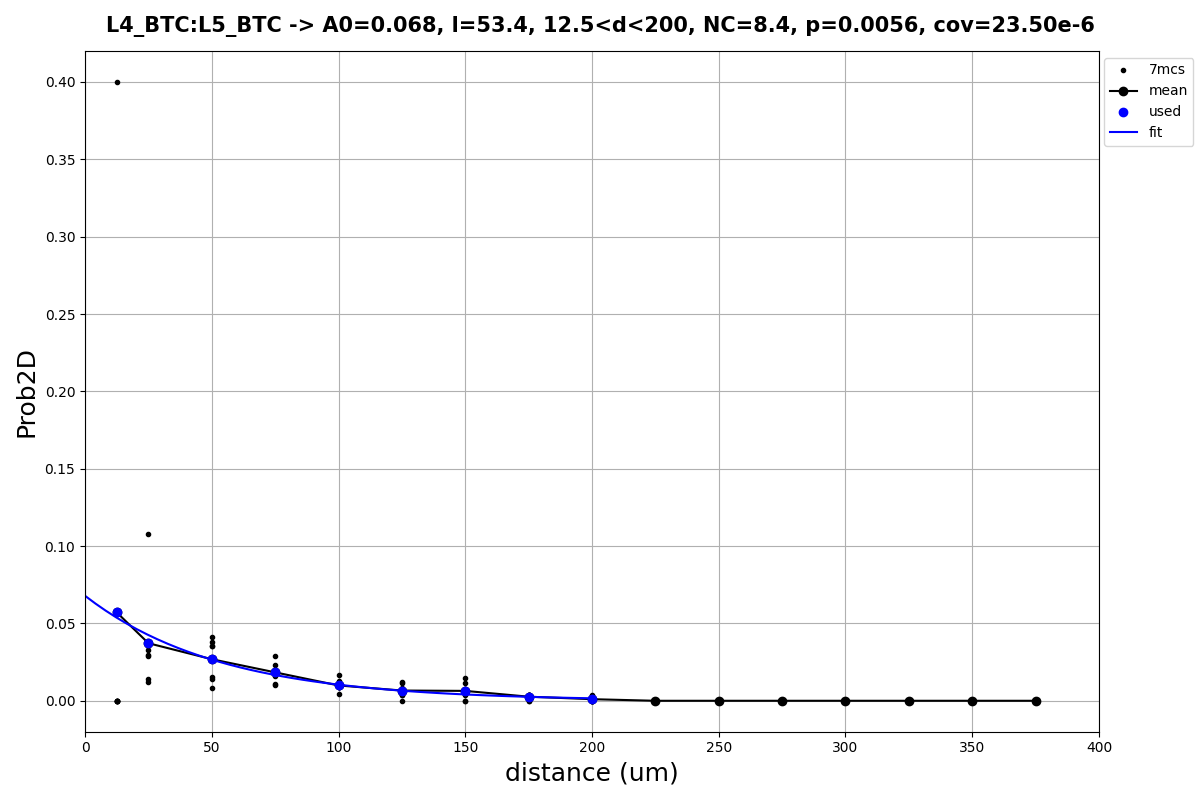 L4_BTC:L5_BTC -> A0=0.068, l=53.4, 12.5<d<200, NC=8.4, p=0.0056, cov=23.50e-6
7mcs
mean
used
fit
Prob2D
0.40
0.35
0.30
0.25
0.20
0.15
0.10
0.05
0.00
0 50 100 150 200 250 300 350 400
distance (um)